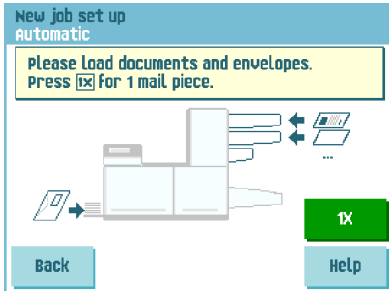 New job set up
Automatic
Please load documents and envelopes.
Press 1X for 1 mail piece.
...
1X
Back
Help